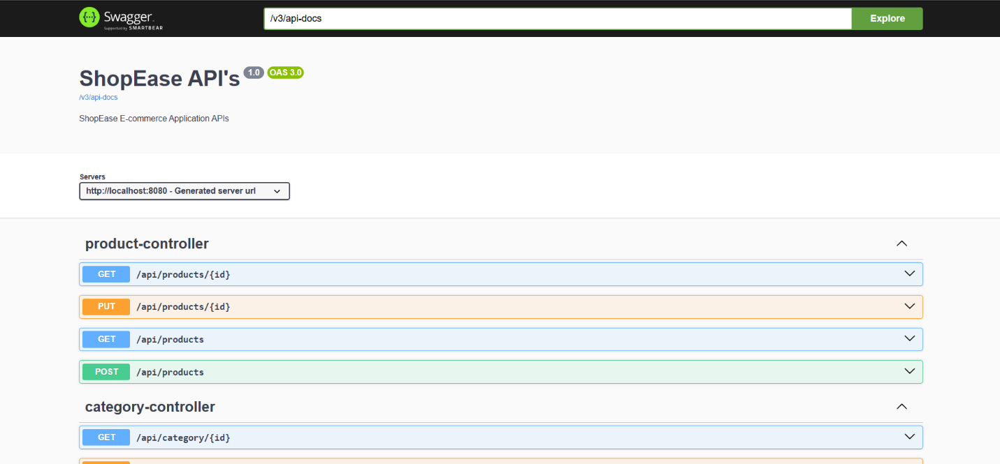 {···} Swagger.
Supported by SMARTBEAR
/v3/api-docs
Explore
ShopEase API's 1.0 OAS 3.0
/v3/api-docs
ShopEase E-commerce Application APIs
Servers
http://localhost:8080 - Generated server url
product-controller
GET /api/products/{id}
PUT /api/products/{id}
GET /api/products
POST /api/products
category-controller
GET /api/category/{id}